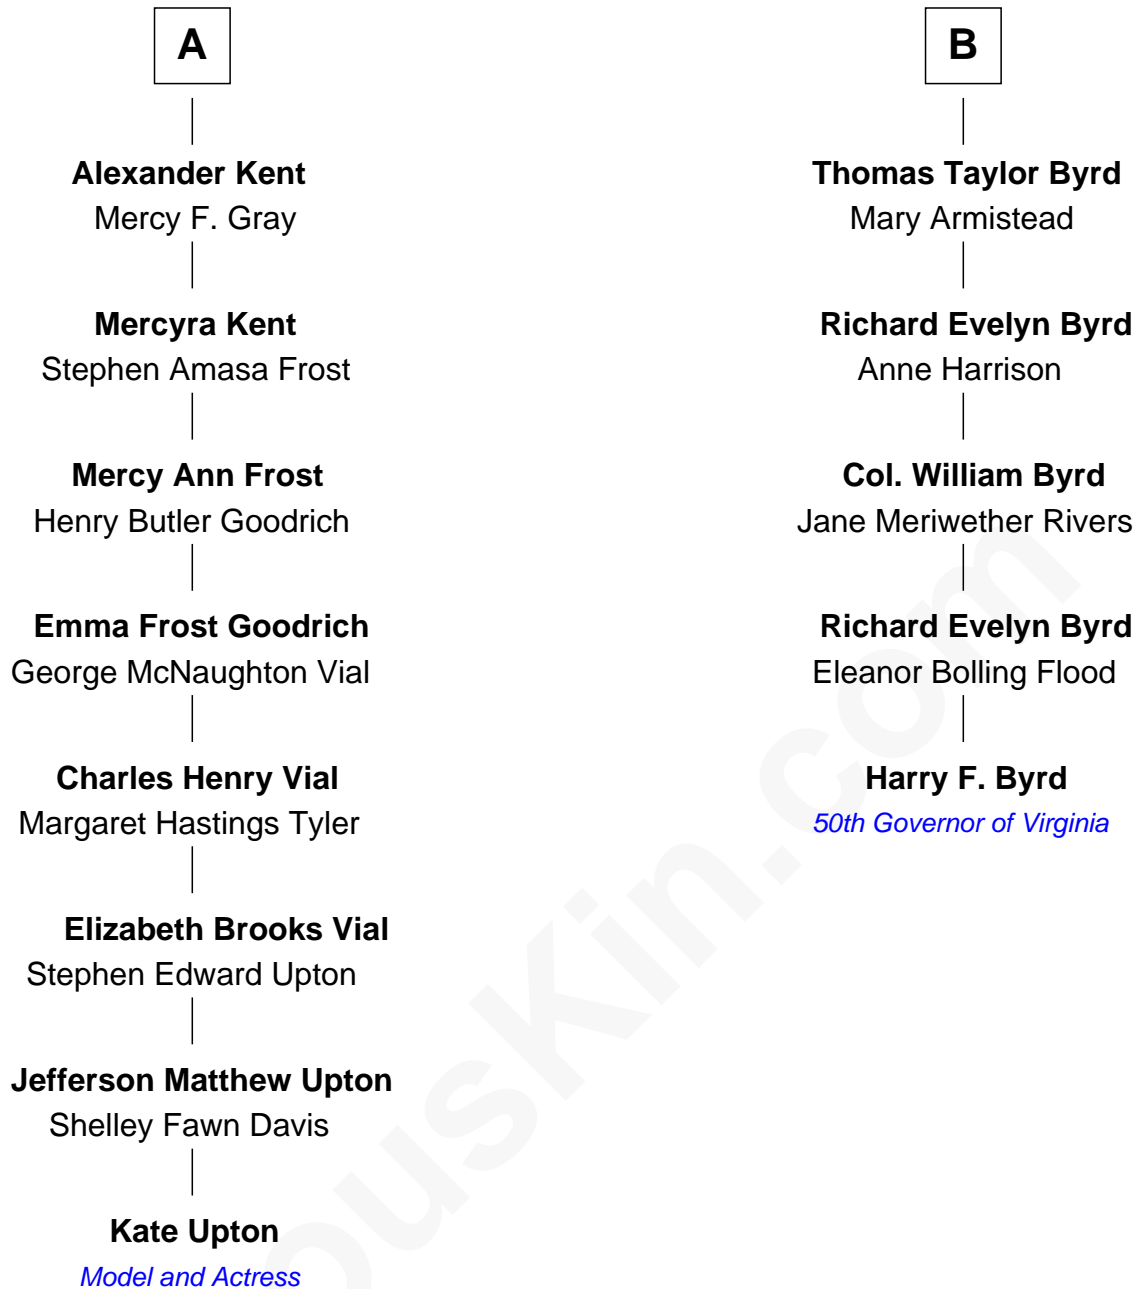 A
Alexander Kent
Mercy F. Gray
Mercyra Kent
Stephen Amasa Frost
Mercy Ann Frost
Henry Butler Goodrich
Emma Frost Goodrich
George McNaughton Vial
Charles Henry Vial
Margaret Hastings Tyler
Elizabeth Brooks Vial
Stephen Edward Upton
Jefferson Matthew Upton
Shelley Fawn Davis
Kate Upton
Model and Actress
B
Thomas Taylor Byrd
Mary Armistead
Richard Evelyn Byrd
Anne Harrison
Col. William Byrd
Jane Meriwether Rivers
Richard Evelyn Byrd
Eleanor Bolling Flood
Harry F. Byrd
50th Governor of Virginia
ousKin.com